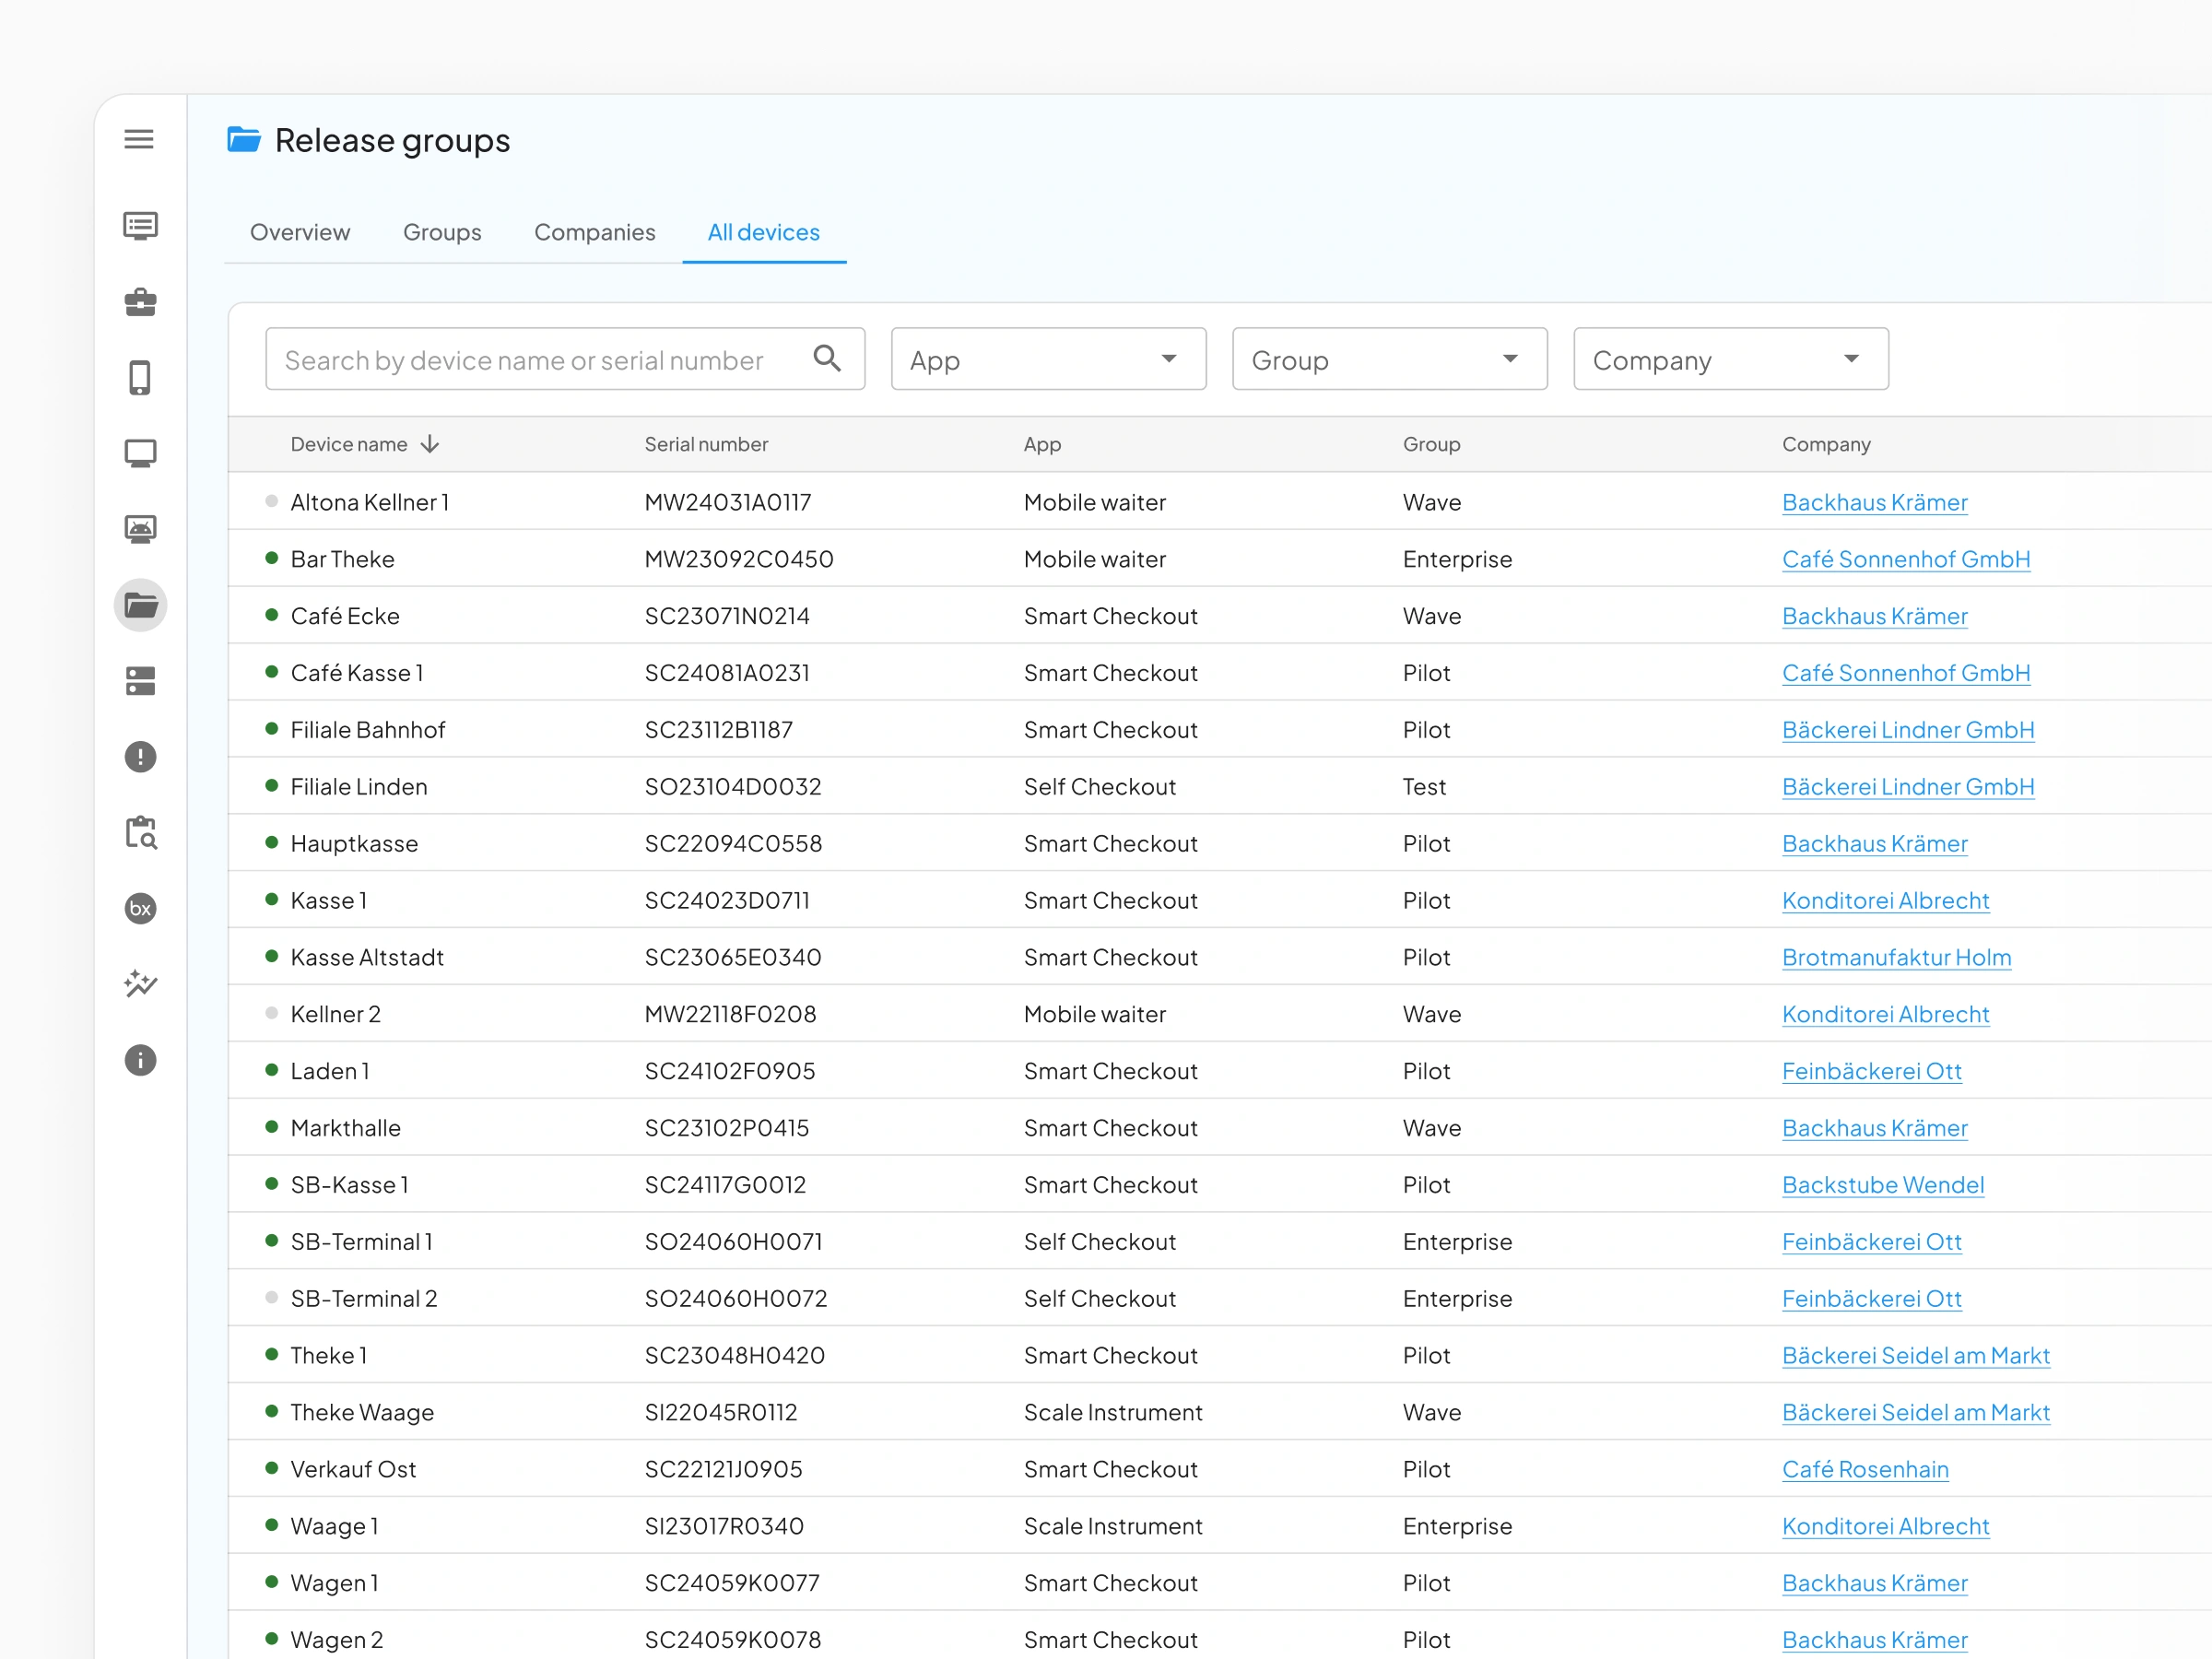 Release groups
Overview Groups Companies All devices
Search by device name or serial number App Group Company
Device name Serial number App Group Company
Altona Kellner 1 MW24031A0117 Mobile waiter Wave Backhaus Krämer
Bar Theke MW23092C0450 Mobile waiter Enterprise Café Sonnenhof GmbH
Café Ecke SC23071N0214 Smart Checkout Wave Backhaus Krämer
Café Kasse 1 SC24081A0231 Smart Checkout Pilot Café Sonnenhof GmbH
Filiale Bahnhof SC23112B1187 Smart Checkout Pilot Bäckerei Lindner GmbH
Filiale Linden SO23104D0032 Self Checkout Test Bäckerei Lindner GmbH
Hauptkasse SC22094C0558 Smart Checkout Pilot Backhaus Krämer
Kasse 1 SC24023D0711 Smart Checkout Pilot Konditorei Albrecht
bx
Kasse Altstadt SC23065E0340 Smart Checkout Pilot Brotmanufaktur Holm
Kellner 2 MW22118F0208 Mobile waiter Wave Konditorei Albrecht
Laden 1 SC24102F0905 Smart Checkout Pilot Feinbäckerei Ott
Markthalle SC23102P0415 Smart Checkout Wave Backhaus Krämer
SB-Kasse 1 SC24117G0012 Smart Checkout Pilot Backstube Wendel
SB-Terminal 1 SO24060H0071 Self Checkout Enterprise Feinbäckerei Ott
SB-Terminal 2 SO24060H0072 Self Checkout Enterprise Feinbäckerei Ott
Theke 1 SC23048H0420 Smart Checkout Pilot Bäckerei Seidel am Markt
Theke Waage SI22045R0112 Scale Instrument Wave Bäckerei Seidel am Markt
Verkauf Ost SC22121J0905 Smart Checkout Pilot Café Rosenhain
Waage 1 SI23017R0340 Scale Instrument Enterprise Konditorei Albrecht
Wagen 1 SC24059K0077 Smart Checkout Pilot Backhaus Krämer
Wagen 2 SC24059K0078 Smart Checkout Pilot Backhaus Krämer